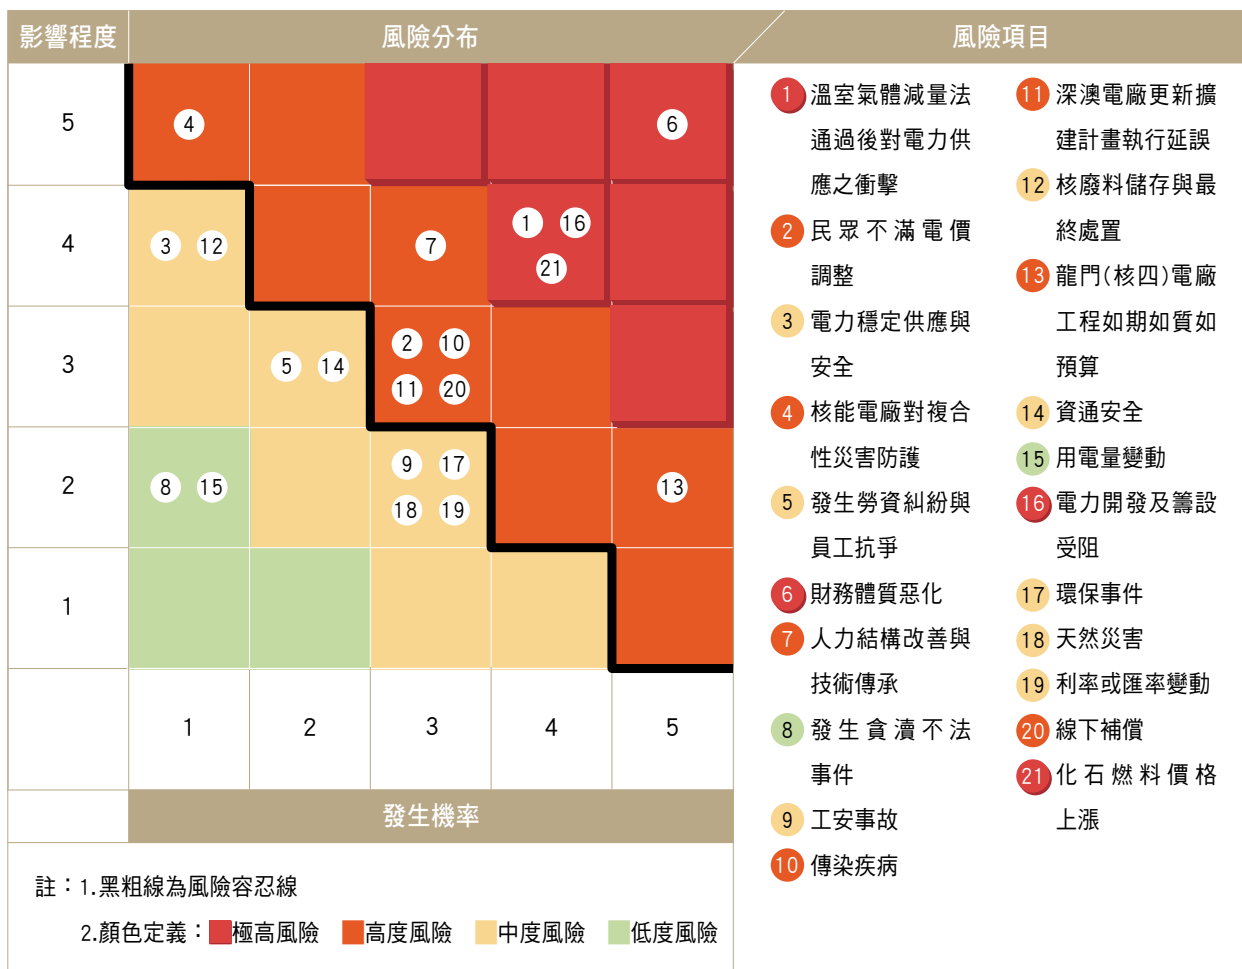 影響程度
風險分布
風險項目
5
4
6
4
3
12
7
1
16
21
3
5
14
2
10
11
20
2
8
15
9
17
18
19
13
1
1
2
3
4
5
發生機率
註：1.黑粗線為風險容忍線
2.顏色定義：極高風險 高度風險 中度風險 低度風險
1 溫室氣體減量法
通過後對電力供
應之衝擊
2 民眾不滿電價
調整
3 電力穩定供應與
安全
4 核能電廠對複合
性災害防護
5 發生勞資糾紛與
員工抗爭
6 財務體質惡化
7 人力結構改善與
技術傳承
8 發生貪瀆不法
事件
9 工安事故
10 傳染疾病
11 深澳電廠更新擴
建計畫執行延誤
12 核廢料儲存與最
終處置
13 龍門(核四)電廠
工程如期如質如
預算
14 資通安全
15 用電量變動
16 電力開發及籌設
受阻
17 環保事件
18 天然災害
19 利率或匯率變動
20 線下補償
21 化石燃料價格
上漲